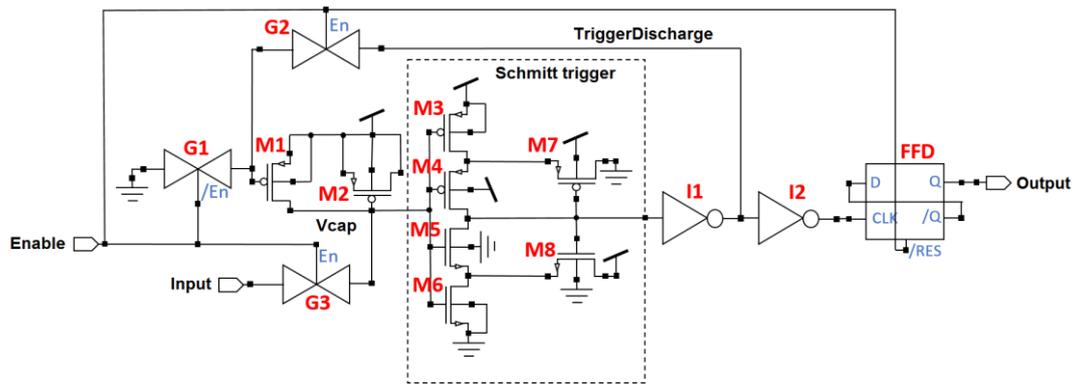 G2
En
TriggerDischarge
Schmitt trigger
M3
G1
M1
M7
M4
FFD
M2
I1
I2
D
Q
Output
/En
Vcap
CLK
/Q
M5
Enable
M8
/RES
En
M6
Input
G3